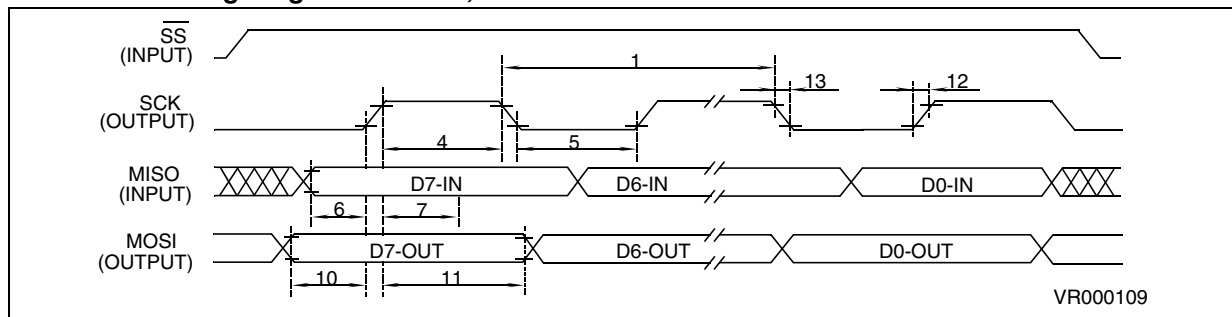 SS
(INPUT)
1
13
12
SCK
(OUTPUT)
4
5
MISO
(INPUT)
D7-IN
D6-IN
D0-IN
6
7
MOSI
(OUTPUT)
D7-OUT
D6-OUT
D0-OUT
10
11
VR000109